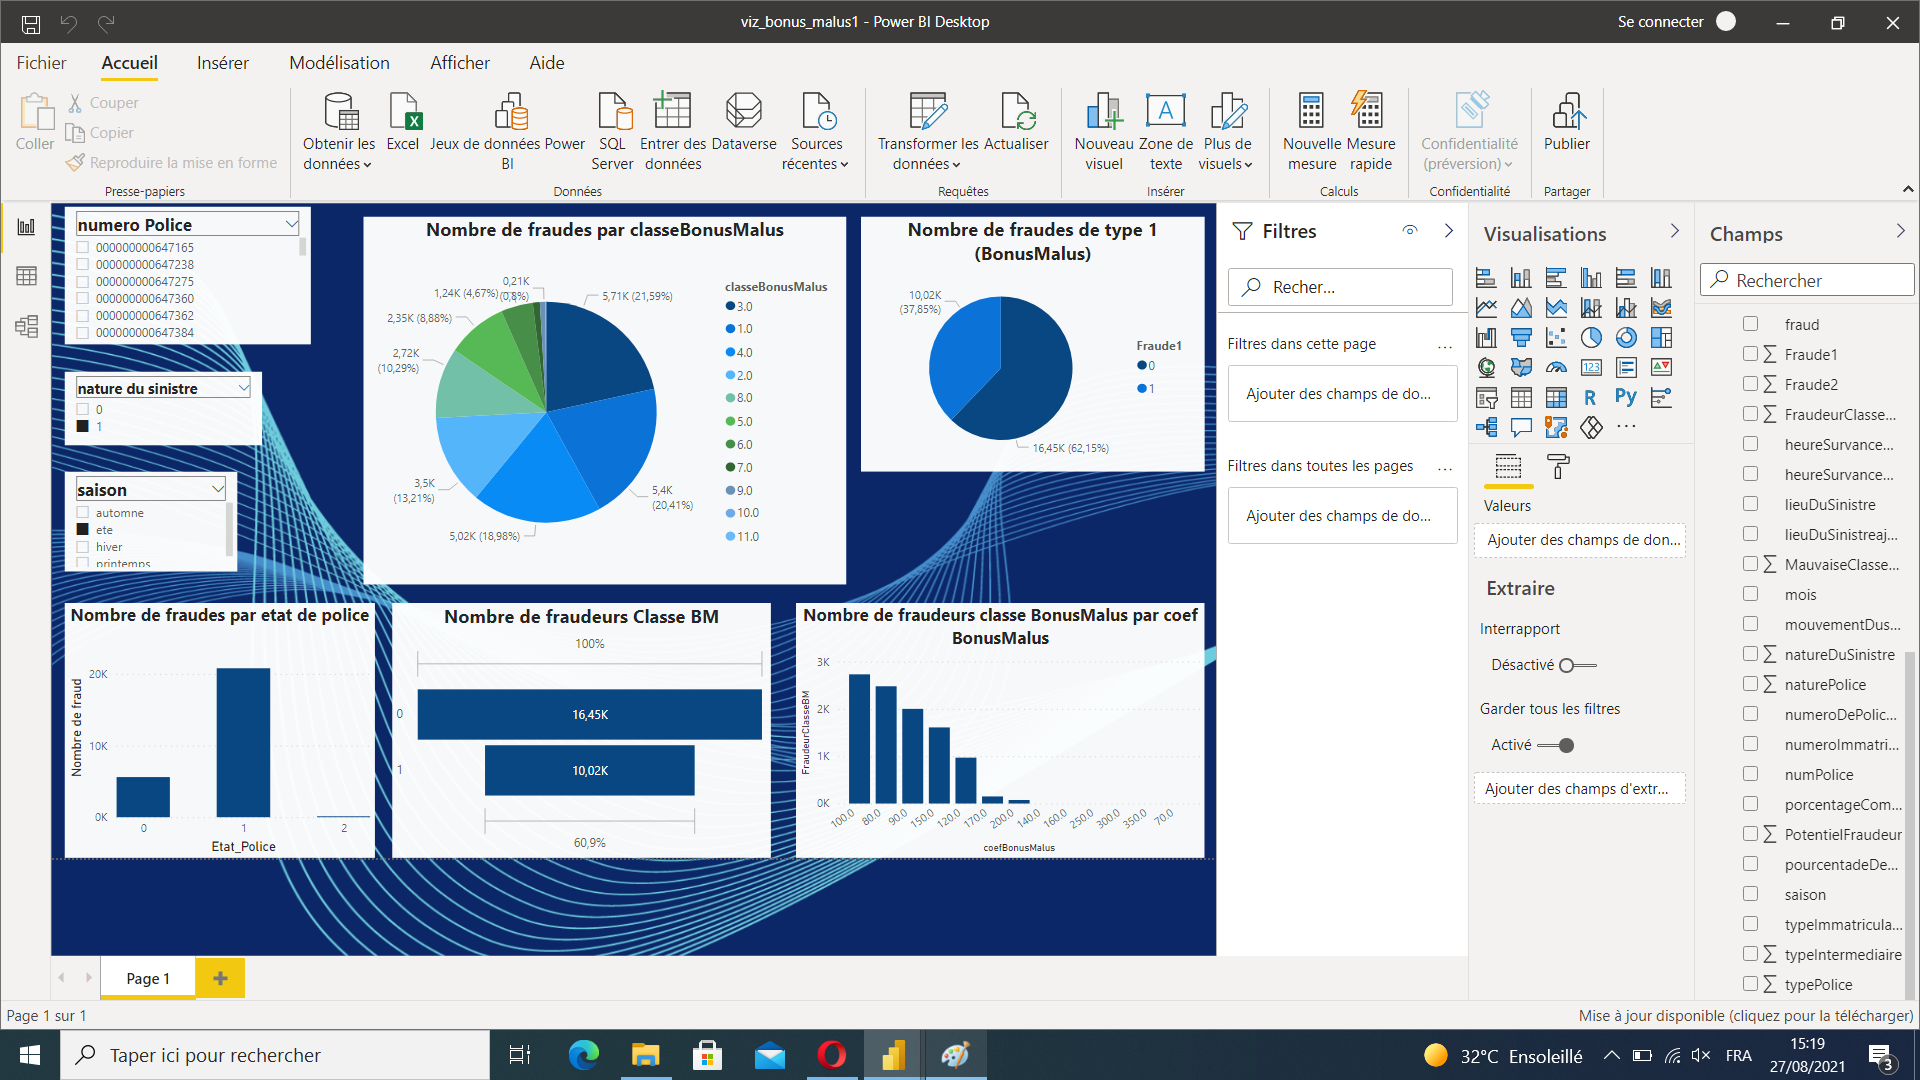 viz_bonus_malus1 - Power BI Desktop
Se connecter
Fichier
Accueil
Insérer
Modélisation
Afficher
Aide
Coller
Couper
Copier
Reproduire la mise en forme
Presse-papiers
Obtenir les
données
Excel
Jeux de données Power
BI
SQL
Server
Entrer des
données
Dataverse
Sources
récentes
Données
Transformer les
données
Actualiser
Requêtes
Nouveau
visuel
Zone de
texte
Plus de
visuels
Insérer
Nouvelle
mesure
Mesure
rapide
Calculs
Confidentialité
(préversion)
Confidentialité
Publier
Partager
numero Police
000000000647165
000000000647238
000000000647275
000000000647360
000000000647362
000000000647384
nature du sinistre
0
1
saison
automne
ete
hiver
printemps
Nombre de fraudes par classeBonusMalus
0,21K
(0,8%)
1,24K (4,67%)
5,71K (21,59%)
2,35K (8,88%)
2,72K
(10,29%)
3,5K
(13,21%)
5,02K (18,98%)
5,4K
(20,41%)
classeBonusMalus
3.0
1.0
4.0
2.0
8.0
5.0
6.0
7.0
9.0
10.0
11.0
Nombre de fraudes de type 1
(BonusMalus)
10,02K
(37,85%)
16,45K (62,15%)
Fraude1
0
1
Nombre de fraudes par etat de police
Nombre de fraud
20K
10K
0K
0
1
2
Etat_Police
Nombre de fraudeurs Classe BM
100%
0
16,45K
1
10,02K
60,9%
Nombre de fraudeurs classe BonusMalus par coef
BonusMalus
FraudeurClasseBM
3K
2K
1K
0K
100.0
80.0
90.0
150.0
120.0
170.0
200.0
140.0
160.0
250.0
300.0
350.0
70.0
coefBonusMalus
Filtres
Recher...
Filtres dans cette page
...
Ajouter des champs de do...
Filtres dans toutes les pages
...
Ajouter des champs de do...
Visualisations
123
R
Py
...
Valeurs
Ajouter des champs de don...
Extraire
Interrapport
Désactivé
Garder tous les filtres
Activé
Ajouter des champs d'extr...
Champs
Rechercher
fraud
Fraude1
Fraude2
FraudeurClasse...
heureSurvance...
heureSurvance...
lieuDuSinistre
lieuDuSinistreaj...
MauvaiseClasse...
mois
mouvementDus...
natureDuSinistre
naturePolice
numeroDePolic...
numeroImmatri...
numPolice
porcentageCom...
PotentielFraudeur
pourcentadeDe...
saison
typeImmatricula...
typeIntermediaire
typePolice
Page 1
Page 1 sur 1
Mise à jour disponible (cliquez pour la télécharger)
Taper ici pour rechercher
32°C Ensoleillé
FRA
15:19
27/08/2021
3